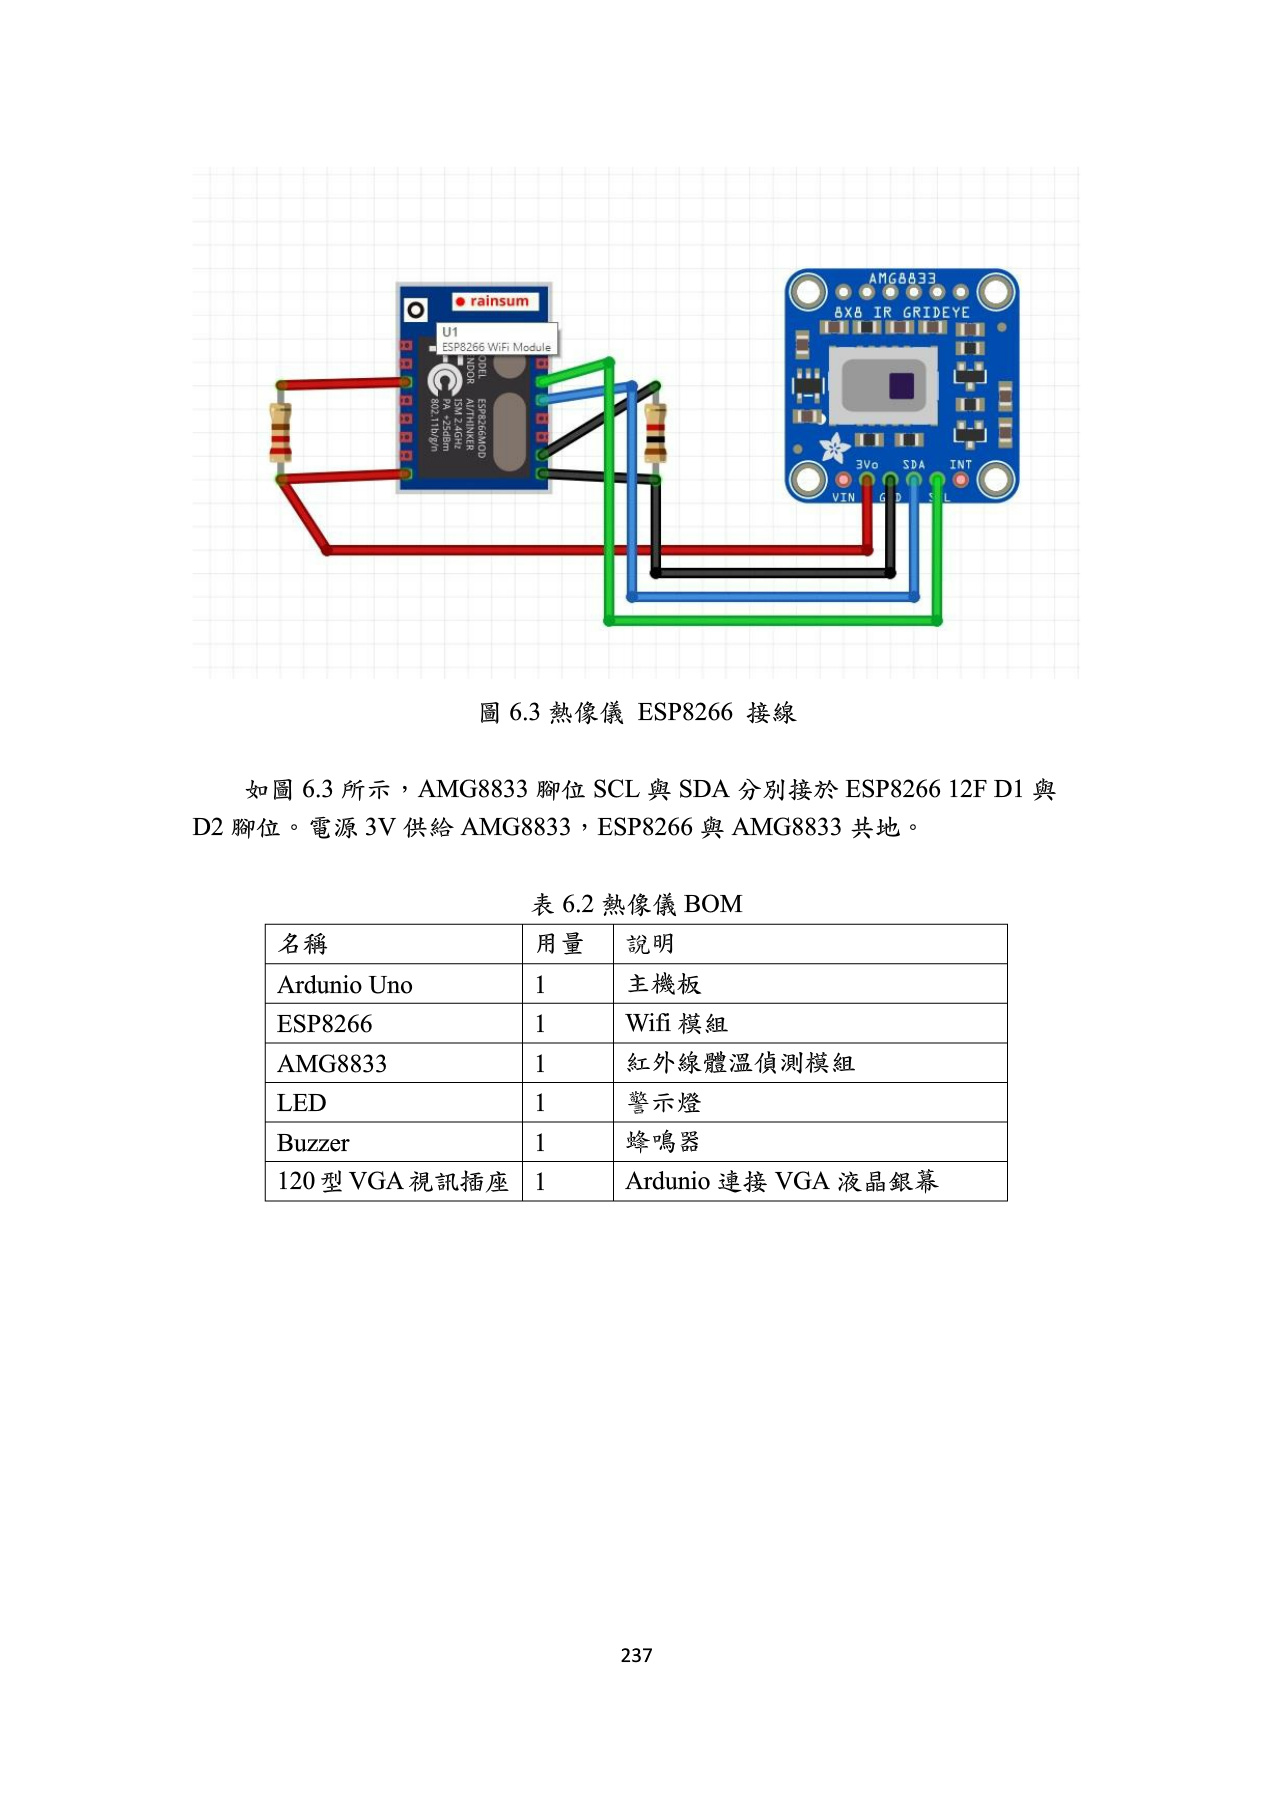 rainsum
U1
ESP8266 WiFi Module
ESP8266MOD
AI/THINKER
ISM 2.4GHz
PA +25dBm
802.11b/g/n
AMG8833
8X8 IR GRIDEYE
3Vo SDA INT
VIN
圖 6.3 熱像儀 ESP8266 接線
如圖 6.3 所示，AMG8833 腳位 SCL 與 SDA 分別接於 ESP8266 12F D1 與
D2 腳位。電源 3V 供給 AMG8833，ESP8266 與 AMG8833 共地。
表 6.2 熱像儀 BOM
名稱 用量 說明
Ardunio Uno 1 主機板
ESP8266 1 Wifi 模組
AMG8833 1 紅外線體溫偵測模組
LED 1 警示燈
Buzzer 1 蜂鳴器
120 型 VGA 視訊插座 1 Ardunio 連接 VGA 液晶銀幕
237